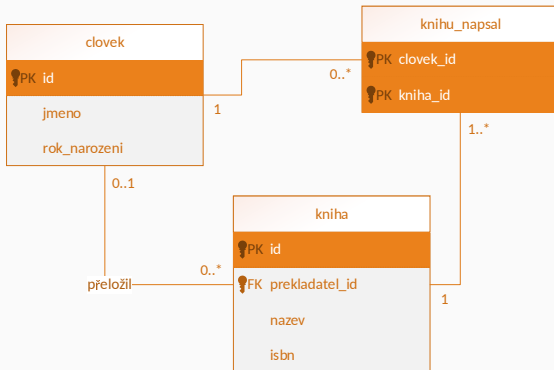 clovek
PK id
jmeno
rok_narozeni
1
0..1
přeložil
0..*
knihu_napsal
PK clovek_id
PK kniha_id
0..*
1..*
kniha
PK id
FK prekladatel_id
nazev
isbn
1